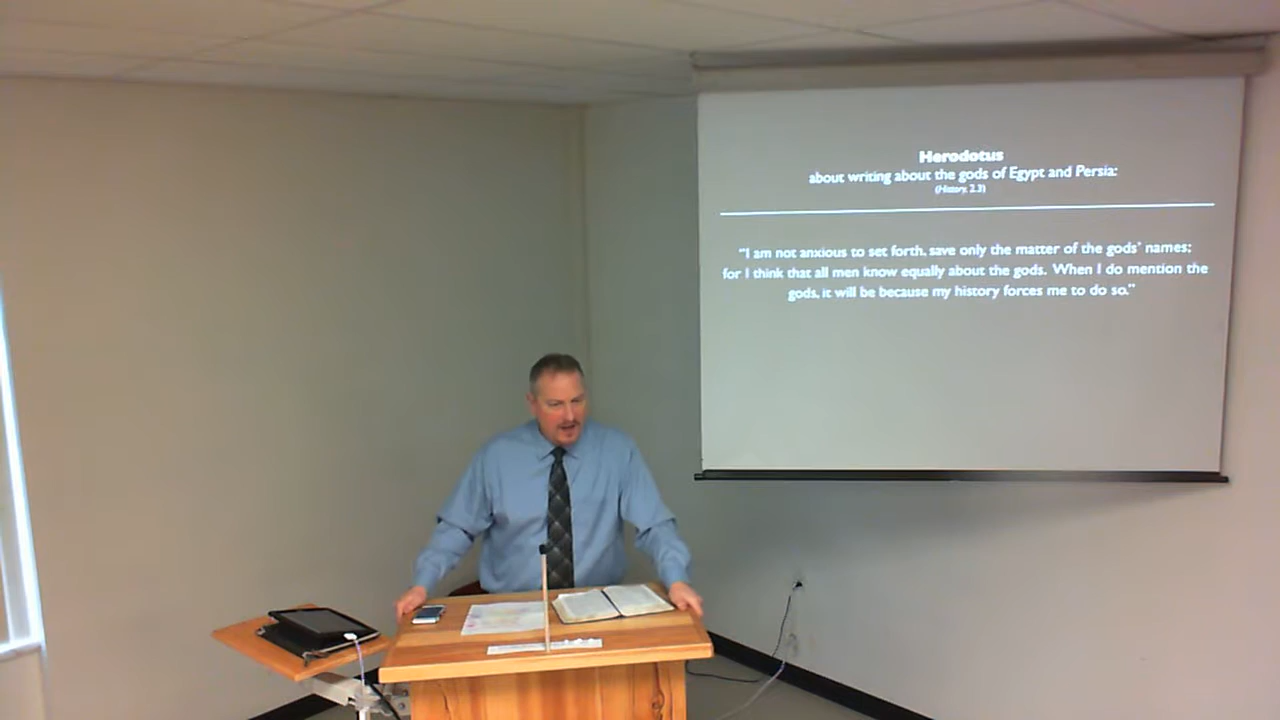 Herodotus
about writing about the gods of Egypt and Persia:
(History, 2.3)
“I am not anxious to set forth, save only the matter of the gods’ names;
for I think that all men know equally about the gods. When I do mention the
gods, it will be because my history forces me to do so.”